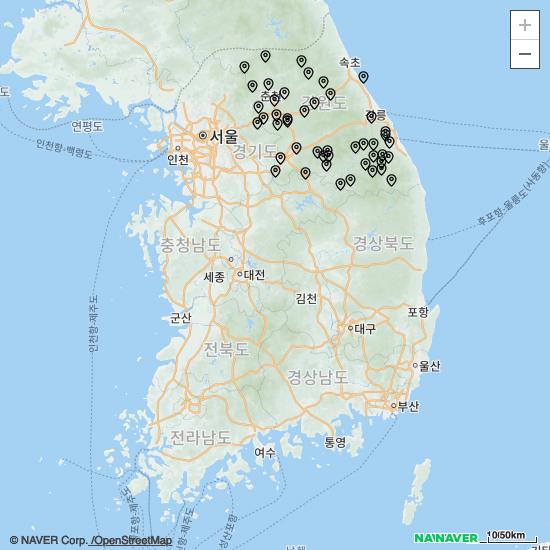 +
−
속초
춘천
강원도
강릉
연평도
서울
인천항-백령도
인천
경기도
울
후포항-울릉도(사동항)
충청남도
경상북도
세종
대전
김천
포항
인천항-제주도
군산
대구
전북도
경상남도
울산
부산
전라남도
여수
통영
© NAVER Corp. /OpenStreetMap
NAVER
10/50km